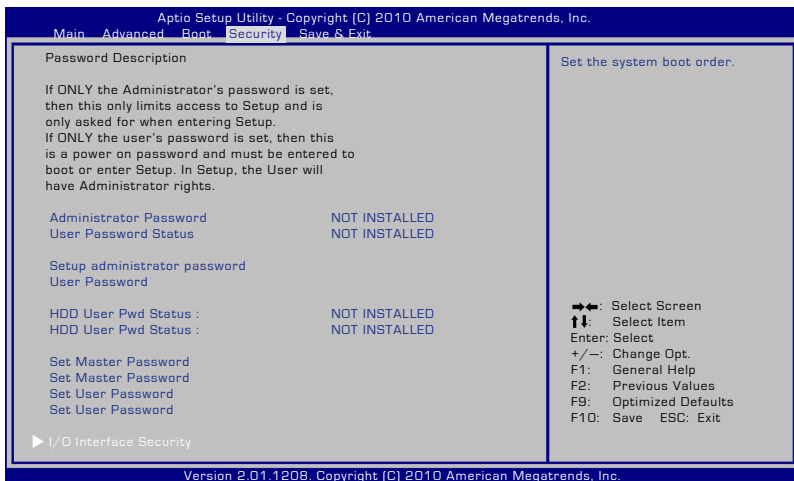 Aptio Setup Utility - Copyright (C) 2010 American Megatrends, Inc.
Main Advanced Boot Security Save & Exit
Password Description
If ONLY the Administrator's password is set,
then this only limits access to Setup and is
only asked for when entering Setup.
If ONLY the user's password is set, then this
is a power on password and must be entered to
boot or enter Setup. In Setup, the User will
have Administrator rights.
Administrator Password NOT INSTALLED
User Password Status NOT INSTALLED
Setup administrator password
User Password
HDD User Pwd Status : NOT INSTALLED
HDD User Pwd Status : NOT INSTALLED
Set Master Password
Set Master Password
Set User Password
Set User Password
▶ I/O Interface Security
Set the system boot order.
→←: Select Screen
↑↓: Select Item
Enter: Select
+/—: Change Opt.
F1: General Help
F2: Previous Values
F9: Optimized Defaults
F10: Save ESC: Exit
Version 2.01.1208. Copyright (C) 2010 American Megatrends, Inc.